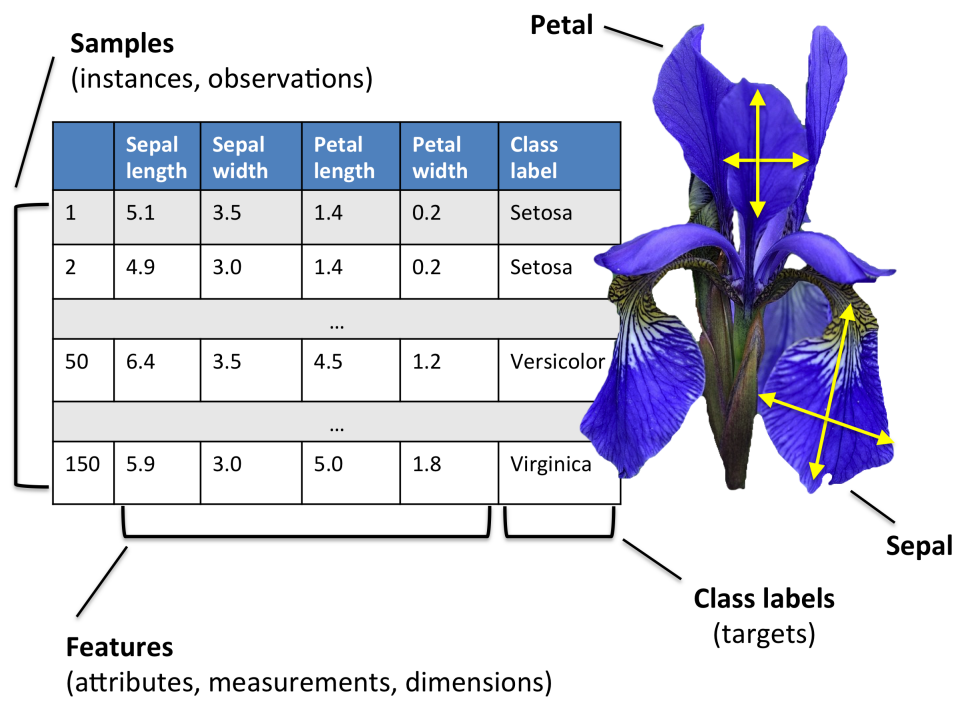 Samples
(instances, observations)
Petal
Sepal length Sepal width Petal length Petal width Class label
1 5.1 3.5 1.4 0.2 Setosa
2 4.9 3.0 1.4 0.2 Setosa
...
50 6.4 3.5 4.5 1.2 Versicolor
...
150 5.9 3.0 5.0 1.8 Virginica
Sepal
Class labels
(targets)
Features
(attributes, measurements, dimensions)